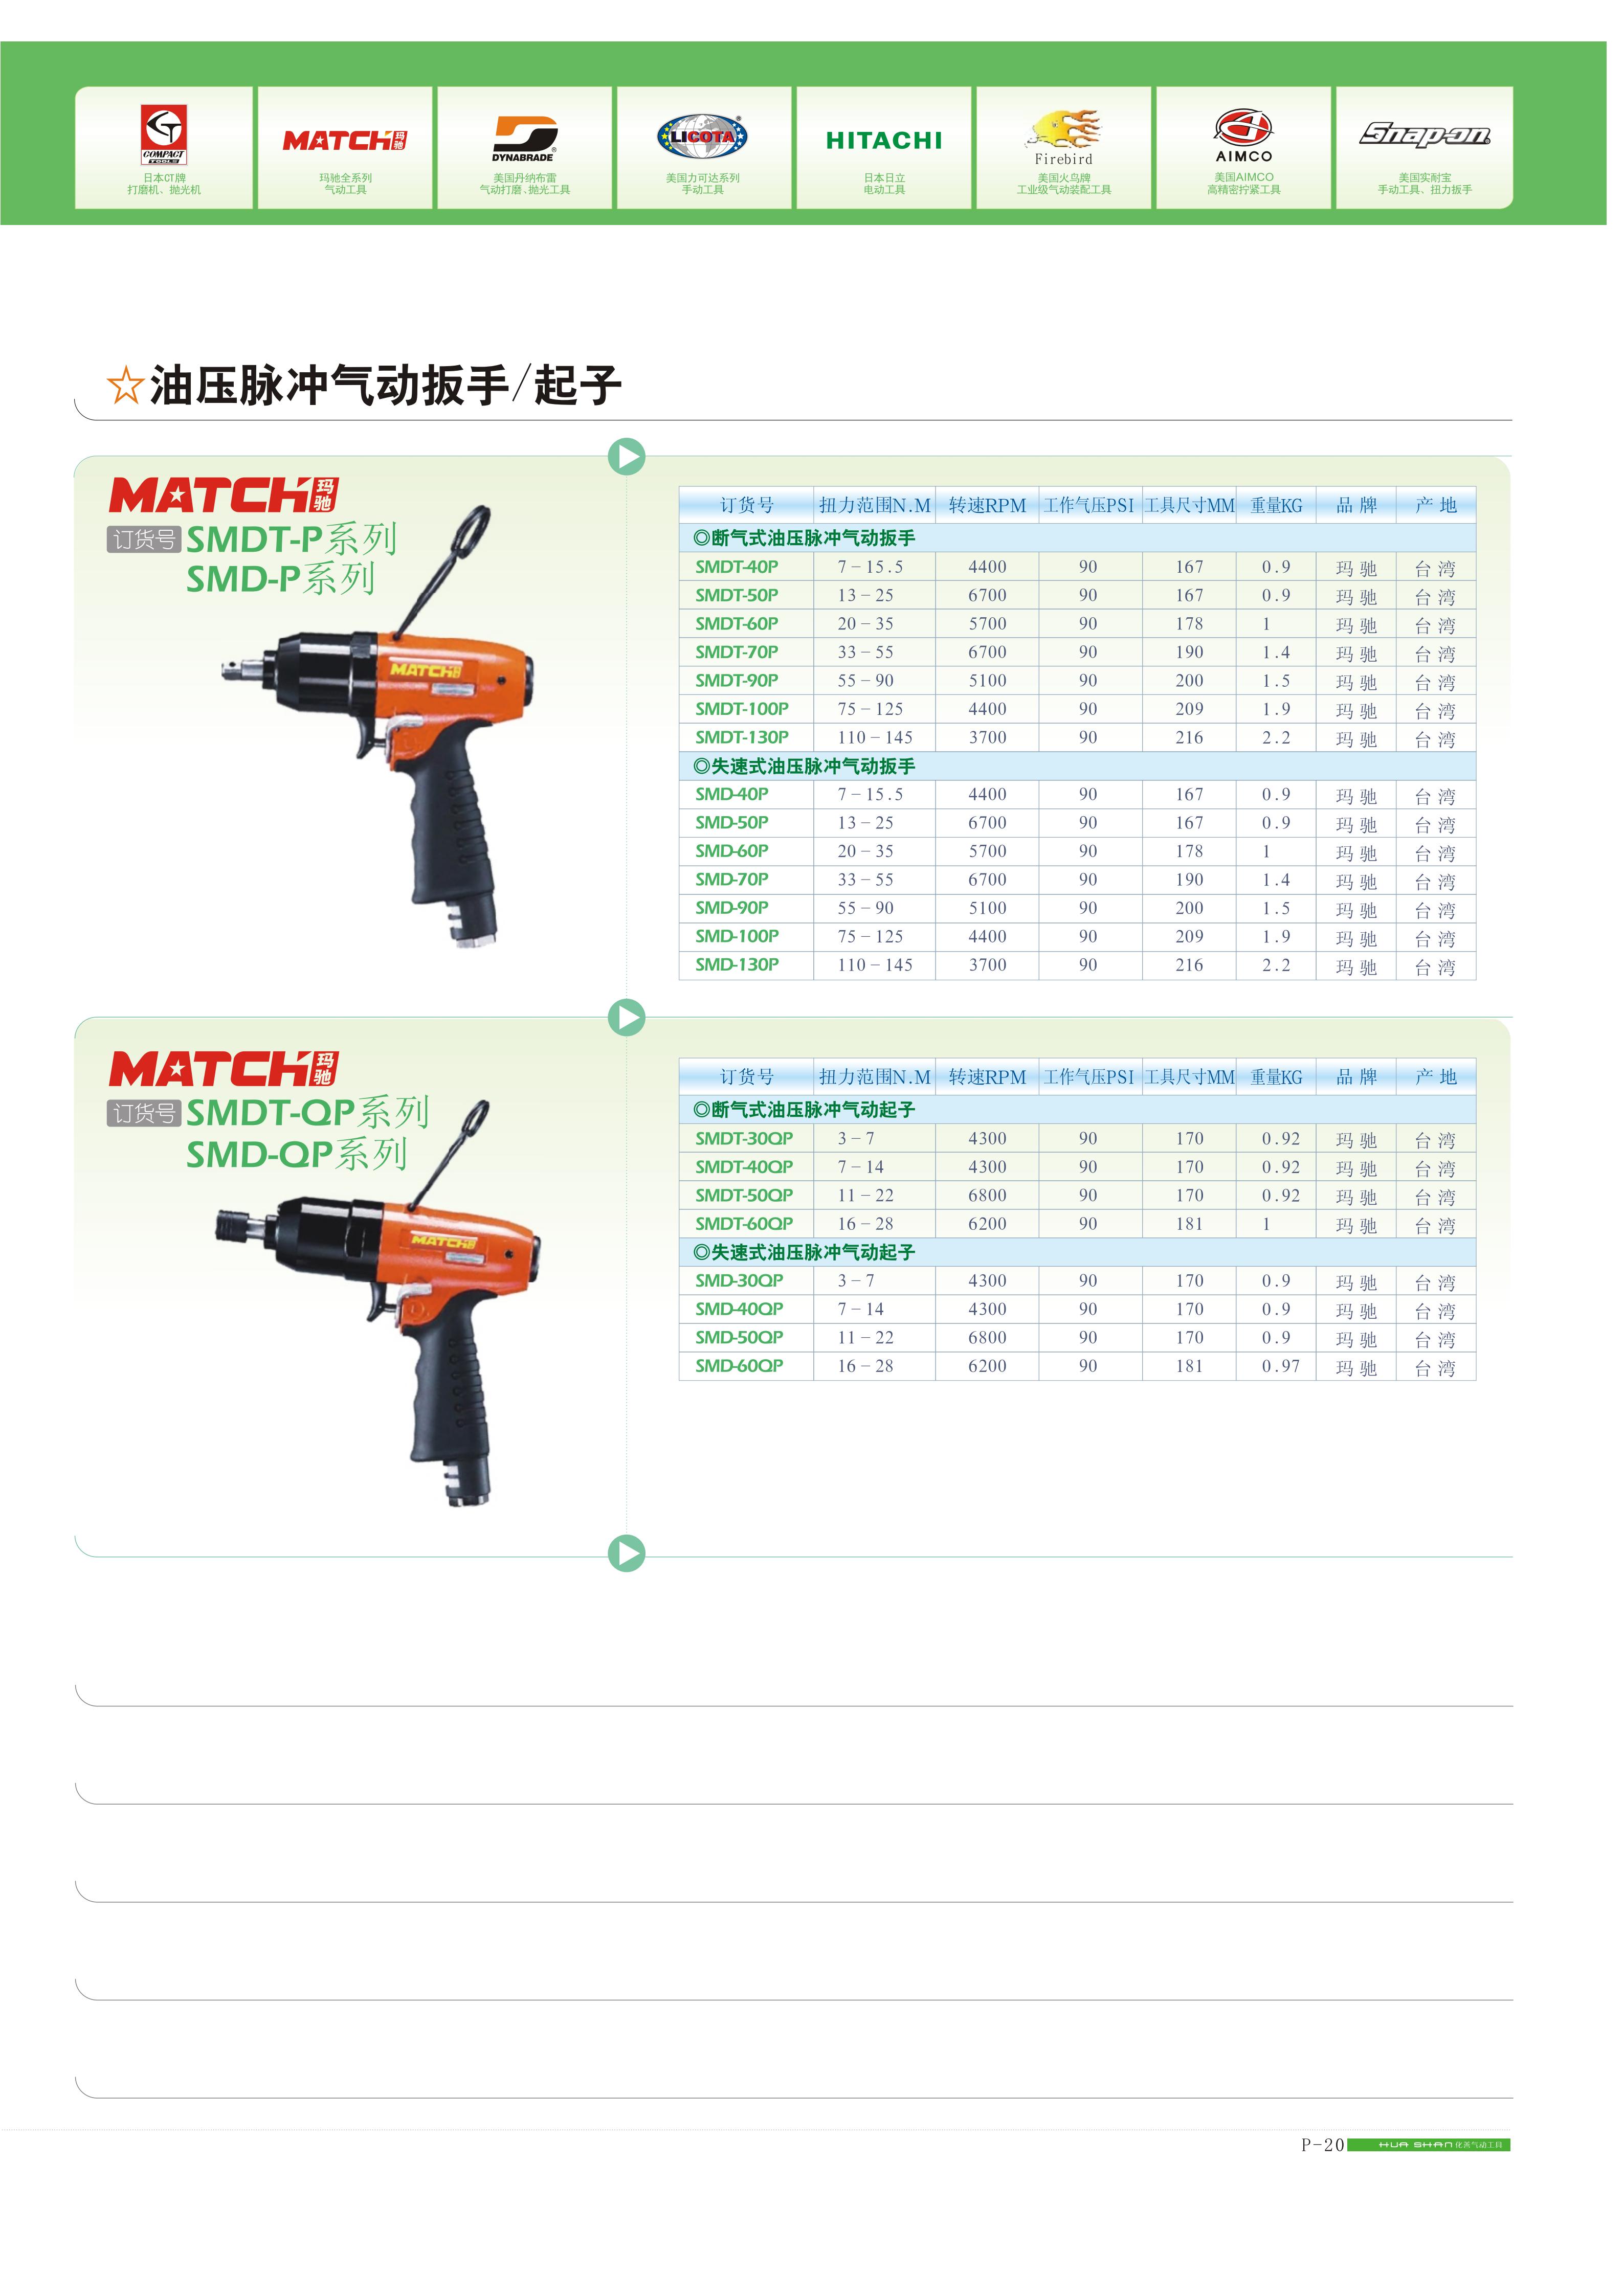 COMPACT
TOOLS
日本CT牌
打磨机、抛光机
MATCH 玛驰
玛驰全系列
气动工具
DYNABRADE®
美国丹纳布雷
气动打磨、抛光工具
LICOTA®
美国力可达系列
手动工具
HITACHI
日本日立
电动工具
Firebird
美国火鸟牌
工业级气动装配工具
AIMCO
美国AIMCO
高精密拧紧工具
Snap-on
美国实耐宝
手动工具、扭力扳手
☆油压脉冲气动扳手/起子
MATCH 玛驰
订货号 SMDT-P系列
SMD-P系列
MATCH
订货号 扭力范围N.M 转速RPM 工作气压PSI 工具尺寸MM 重量KG 品 牌 产 地
◎断气式油压脉冲气动扳手
SMDT-40P 7-15.5 4400 90 167 0.9 玛 驰 台 湾
SMDT-50P 13-25 6700 90 167 0.9 玛 驰 台 湾
SMDT-60P 20-35 5700 90 178 1 玛 驰 台 湾
SMDT-70P 33-55 6700 90 190 1.4 玛 驰 台 湾
SMDT-90P 55-90 5100 90 200 1.5 玛 驰 台 湾
SMDT-100P 75-125 4400 90 209 1.9 玛 驰 台 湾
SMDT-130P 110-145 3700 90 216 2.2 玛 驰 台 湾
◎失速式油压脉冲气动扳手
SMD-40P 7-15.5 4400 90 167 0.9 玛 驰 台 湾
SMD-50P 13-25 6700 90 167 0.9 玛 驰 台 湾
SMD-60P 20-35 5700 90 178 1 玛 驰 台 湾
SMD-70P 33-55 6700 90 190 1.4 玛 驰 台 湾
SMD-90P 55-90 5100 90 200 1.5 玛 驰 台 湾
SMD-100P 75-125 4400 90 209 1.9 玛 驰 台 湾
SMD-130P 110-145 3700 90 216 2.2 玛 驰 台 湾
MATCH 玛驰
订货号 SMDT-QP系列
SMD-QP系列
MATCH
订货号 扭力范围N.M 转速RPM 工作气压PSI 工具尺寸MM 重量KG 品 牌 产 地
◎断气式油压脉冲气动起子
SMDT-30QP 3-7 4300 90 170 0.92 玛 驰 台 湾
SMDT-40QP 7-14 4300 90 170 0.92 玛 驰 台 湾
SMDT-50QP 11-22 6800 90 170 0.92 玛 驰 台 湾
SMDT-60QP 16-28 6200 90 181 1 玛 驰 台 湾
◎失速式油压脉冲气动起子
SMD-30QP 3-7 4300 90 170 0.9 玛 驰 台 湾
SMD-40QP 7-14 4300 90 170 0.9 玛 驰 台 湾
SMD-50QP 11-22 6800 90 170 0.9 玛 驰 台 湾
SMD-60QP 16-28 6200 90 181 0.97 玛 驰 台 湾
P-20 HUA SHAN 化善气动工具